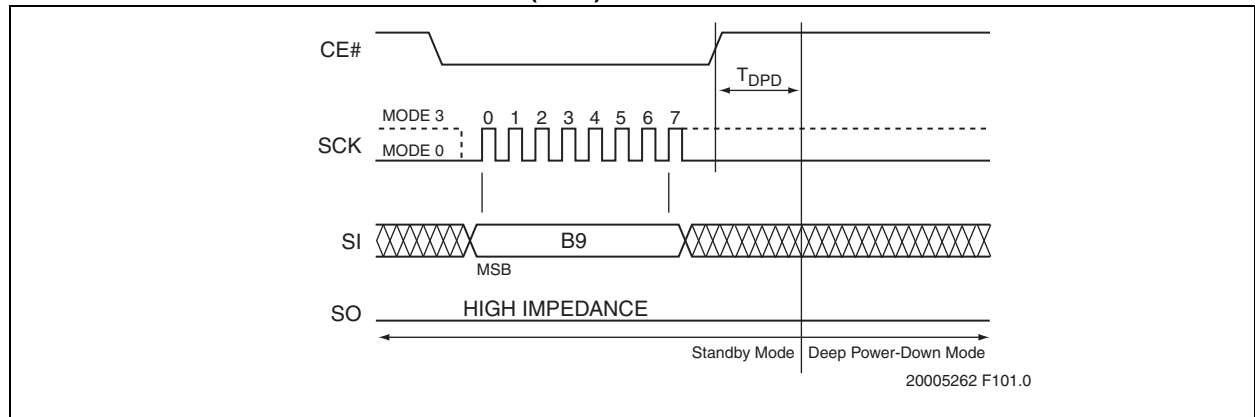 CE#
TDPD
MODE 3
0 1 2 3 4 5 6 7
SCK
MODE 0
SI
B9
MSB
SO
HIGH IMPEDANCE
Standby Mode
Deep Power-Down Mode
20005262 F101.0